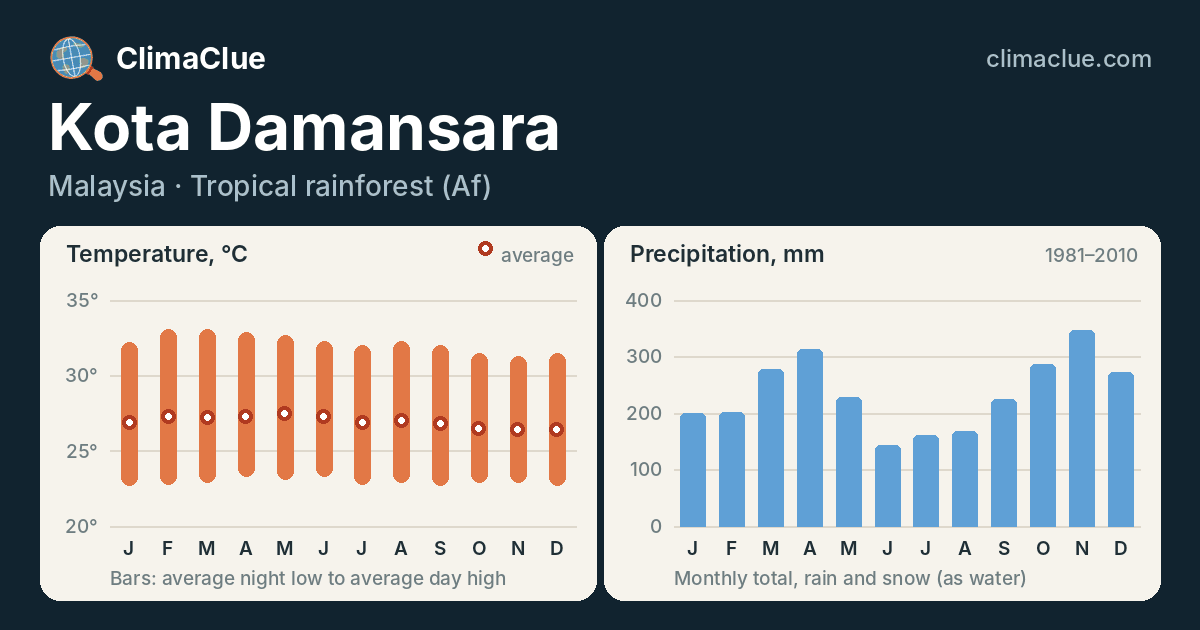 ClimaClue
climaclue.com
Kota Damansara
Malaysia · Tropical rainforest (Af)
Temperature, °C
average
35°
30°
25°
20°
J F M A M J J A S O N D
Bars: average night low to average day high
Precipitation, mm
1981–2010
400
300
200
100
0
J F M A M J J A S O N D
Monthly total, rain and snow (as water)